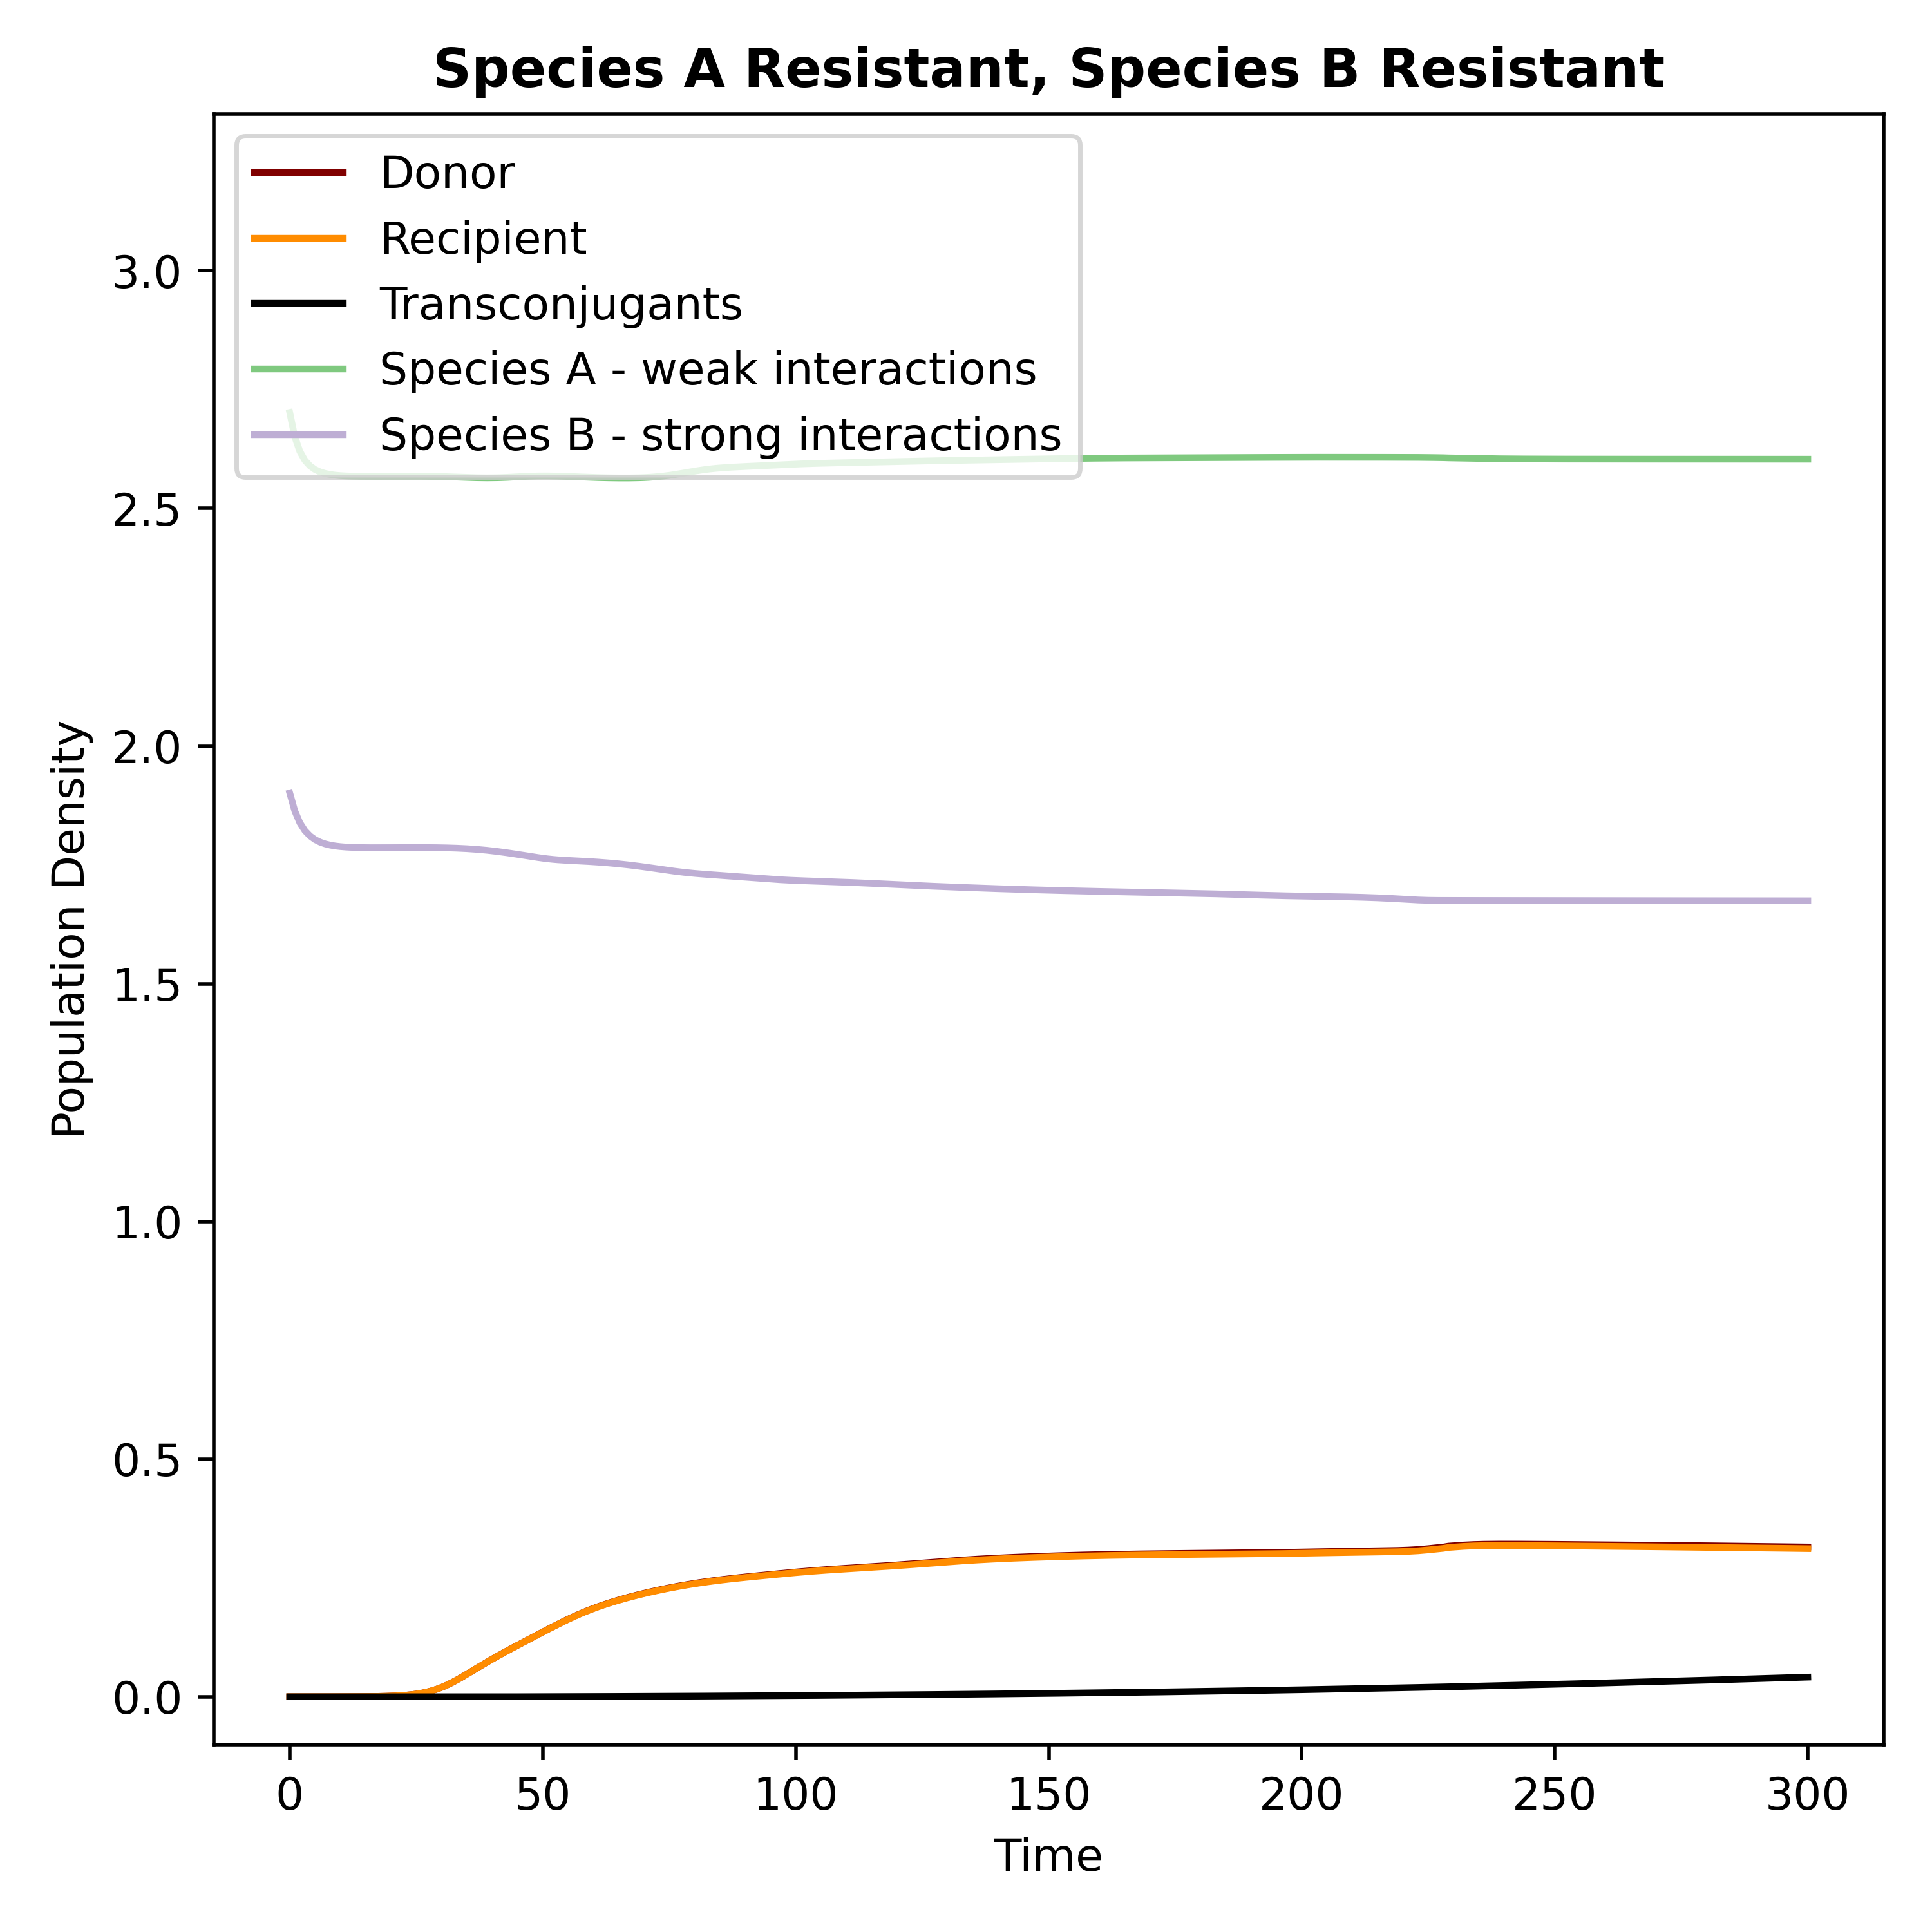 Species A Resistant, Species B Resistant
Donor
Recipient
Transconjugants
Species A - weak interactions
Species B - strong interactions
Population Density
3.0
2.5
2.0
1.5
1.0
0.5
0.0
0 50 100 150 200 250 300
Time